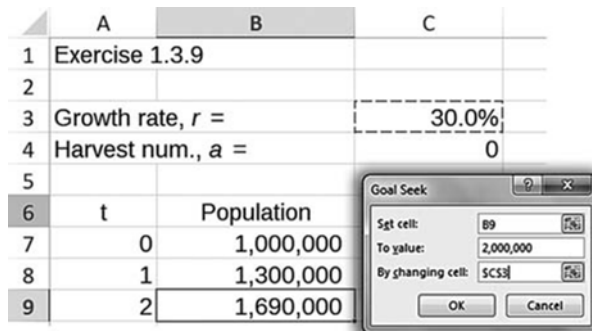 A B C
1 Exercise 1.3.9
2
3 Growth rate, r = 30.0%
4 Harvest num., a = 0
5
6 t Population
7 0 1,000,000
8 1 1,300,000
9 2 1,690,000
Goal Seek ? X
Set cell: B9
To value: 2,000,000
By changing cell: $C$3
OK Cancel